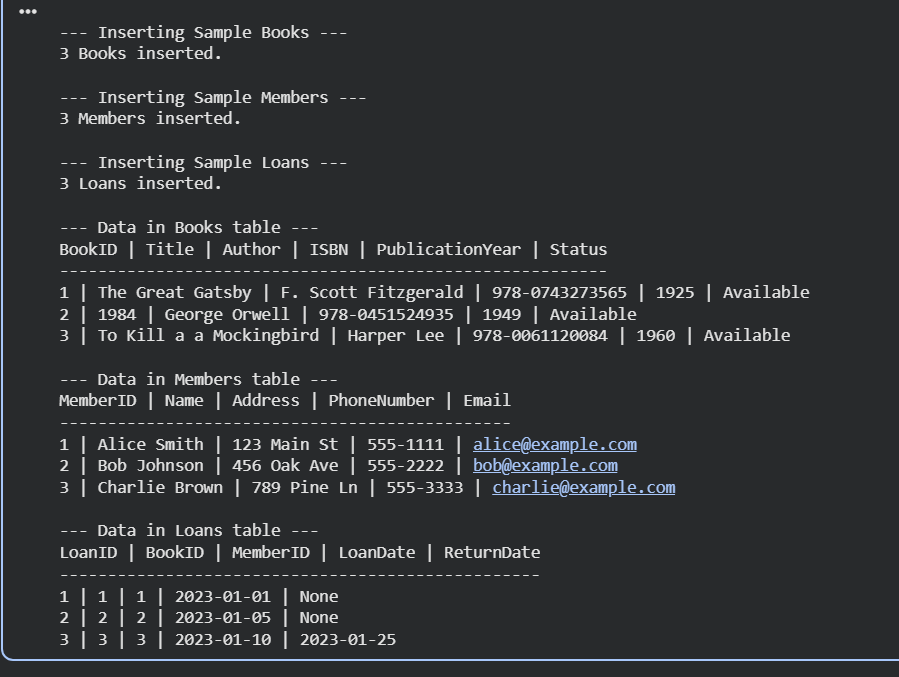 --- Inserting Sample Books ---
3 Books inserted.
--- Inserting Sample Members ---
3 Members inserted.
--- Inserting Sample Loans ---
3 Loans inserted.
--- Data in Books table ---
BookID | Title | Author | ISBN | PublicationYear | Status
---------------------------------------------------------
1 | The Great Gatsby | F. Scott Fitzgerald | 978-0743273565 | 1925 | Available
2 | 1984 | George Orwell | 978-0451524935 | 1949 | Available
3 | To Kill a a Mockingbird | Harper Lee | 978-0061120084 | 1960 | Available
--- Data in Members table ---
MemberID | Name | Address | PhoneNumber | Email
-----------------------------------------------
1 | Alice Smith | 123 Main St | 555-1111 | alice@example.com
2 | Bob Johnson | 456 Oak Ave | 555-2222 | bob@example.com
3 | Charlie Brown | 789 Pine Ln | 555-3333 | charlie@example.com
--- Data in Loans table ---
LoanID | BookID | MemberID | LoanDate | ReturnDate
--------------------------------------------------
1 | 1 | 1 | 2023-01-01 | None
2 | 2 | 2 | 2023-01-05 | None
3 | 3 | 3 | 2023-01-10 | 2023-01-25